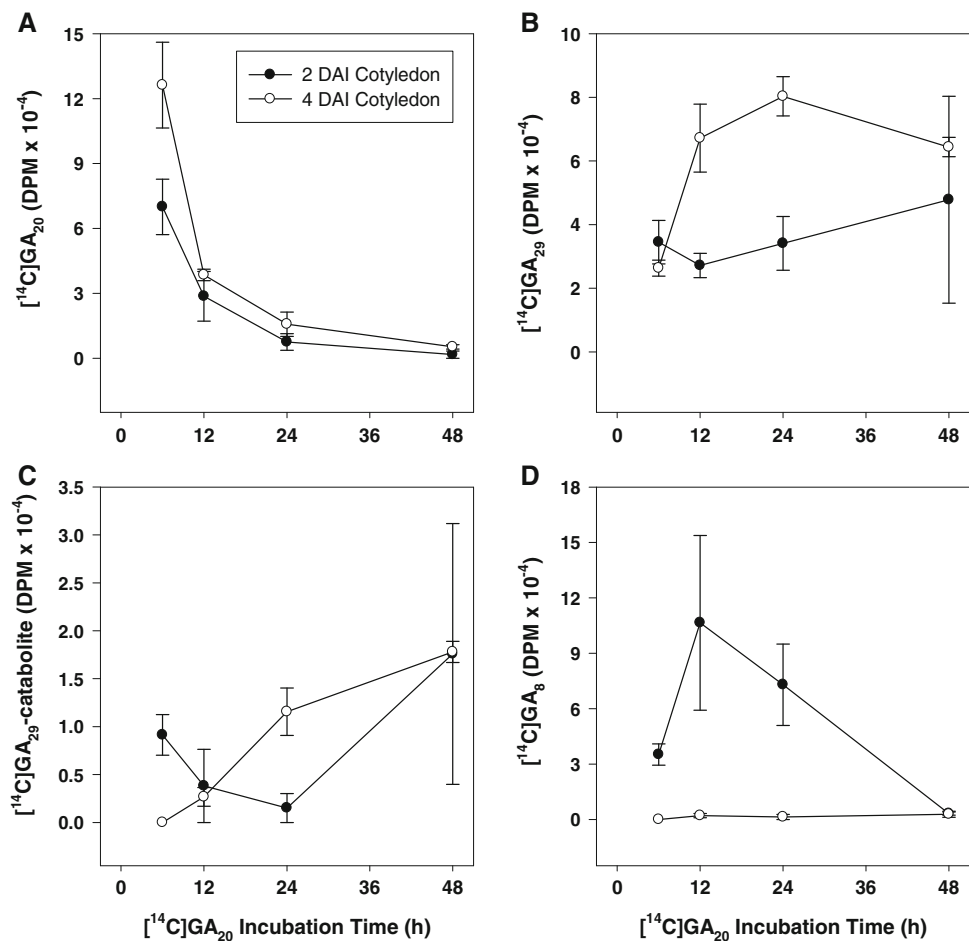 A
[¹⁴C]GA₂₀ (DPM x 10⁻⁴)
15
12
9
6
3
0
2 DAI Cotyledon
4 DAI Cotyledon
0 12 24 36 48
B
[¹⁴C]GA₂₉ (DPM x 10⁻⁴)
10
8
6
4
2
0
0 12 24 36 48
C
[¹⁴C]GA₂₉-catabolite (DPM x 10⁻⁴)
3.5
3.0
2.5
2.0
1.5
1.0
0.5
0.0
0 12 24 36 48
[¹⁴C]GA₂₀ Incubation Time (h)
D
[¹⁴C]GA₈ (DPM x 10⁻⁴)
18
15
12
9
6
3
0
0 12 24 36 48
[¹⁴C]GA₂₀ Incubation Time (h)